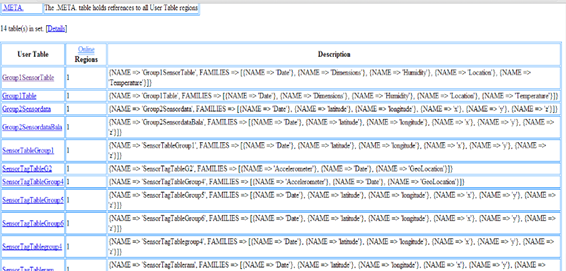 .META. The .META. table holds references to all User Table regions
14 table(s) in set. [Details]
User Table Online Regions Description
Group1SensorTable 1 {NAME => 'Group1SensorTable', FAMILIES => [{NAME => 'Date'}, {NAME => 'Dimensions'}, {NAME => 'Humidity'}, {NAME => 'Location'}, {NAME =>
'Temperature'}]}
Group1Table 1 {NAME => 'Group1Table', FAMILIES => [{NAME => 'Date'}, {NAME => 'Dimensions'}, {NAME => 'Humidity'}, {NAME => 'Location'}, {NAME => 'Temperature'}]}
Group2Sensordata 1 {NAME => 'Group2Sensordata', FAMILIES => [{NAME => 'Date'}, {NAME => 'latitude'}, {NAME => 'longitude'}, {NAME => 'x'}, {NAME => 'y'}, {NAME => 'z'}]}
Group2SensordataBala 1 {NAME => 'Group2SensordataBala', FAMILIES => [{NAME => 'Date'}, {NAME => 'latitude'}, {NAME => 'longitude'}, {NAME => 'x'}, {NAME => 'y'}, {NAME =>
'z'}]}
SensorTableGroup1 1 {NAME => 'SensorTableGroup1', FAMILIES => [{NAME => 'Date'}, {NAME => 'latitude'}, {NAME => 'longitude'}, {NAME => 'x'}, {NAME => 'y'}, {NAME =>
'z'}]}
SensorTagTableG2 1 {NAME => 'SensorTagTableG2', FAMILIES => [{NAME => 'Accelerometer'}, {NAME => 'Date'}, {NAME => 'GeoLocation'}]}
SensorTagTableGroup4 1 {NAME => 'SensorTagTableGroup4', FAMILIES => [{NAME => 'Accelerometer'}, {NAME => 'Date'}, {NAME => 'GeoLocation'}]}
SensorTagTableGroup5 1 {NAME => 'SensorTagTableGroup5', FAMILIES => [{NAME => 'Date'}, {NAME => 'latitude'}, {NAME => 'longitude'}, {NAME => 'x'}, {NAME => 'y'}, {NAME =>
'z'}]}
SensorTagTableGroup6 1 {NAME => 'SensorTagTableGroup6', FAMILIES => [{NAME => 'Date'}, {NAME => 'latitude'}, {NAME => 'longitude'}, {NAME => 'x'}, {NAME => 'y'}, {NAME =>
'z'}]}
SensorTagTablegroup4 1 {NAME => 'SensorTagTablegroup4', FAMILIES => [{NAME => 'Date'}, {NAME => 'latitude'}, {NAME => 'longitude'}, {NAME => 'x'}, {NAME => 'y'}, {NAME =>
'z'}]}
{NAME => FAMILIES => [{NAME => 'Date'}, {NAME => 'latitude'}, {NAME => 'longitude'}, {NAME => 'x'}, {NAME => 'y'}, {NAME =>